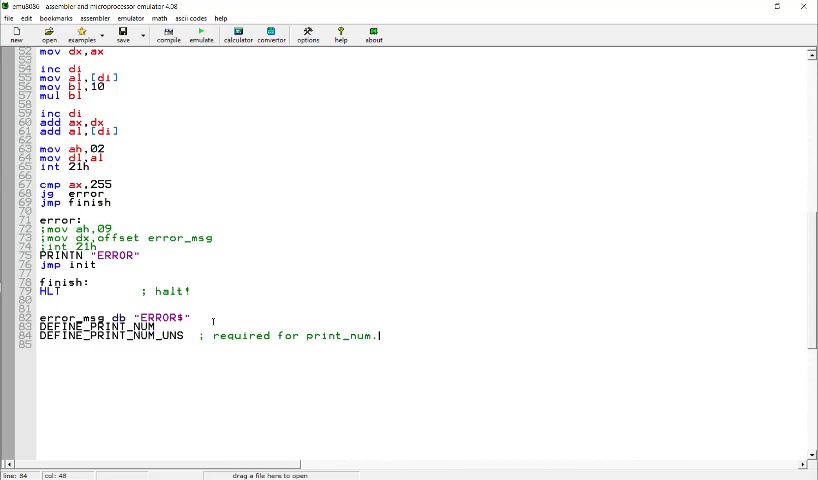 emu8086 - assembler and microprocessor emulator 4.08
file edit bookmarks assembler emulator math ascii codes help
new open examples save compile emulate calculator convertor options help about
52 mov dx,ax
53
54 inc di
55 mov al,[di]
56 mov bl,10
57 mul bl
58
59 inc di
60 add ax,dx
61 add al,[di]
62
63 mov ah,02
64 mov dl,al
65 int 21h
66
67 cmp ax,255
68 jg error
69 jmp finish
70
71 error:
72 ;mov ah,09
73 ;mov dx,offset error_msg
74 ;int 21h
75 PRINTN "ERROR"
76 jmp init
77
78 finish:
79 HLT ; halt!
80
81
82 error_msg db "ERROR$"
83 DEFINE_PRINT_NUM
84 DEFINE_PRINT_NUM_UNS ; required for print_num.
85
line: 84 col: 48 drag a file here to open